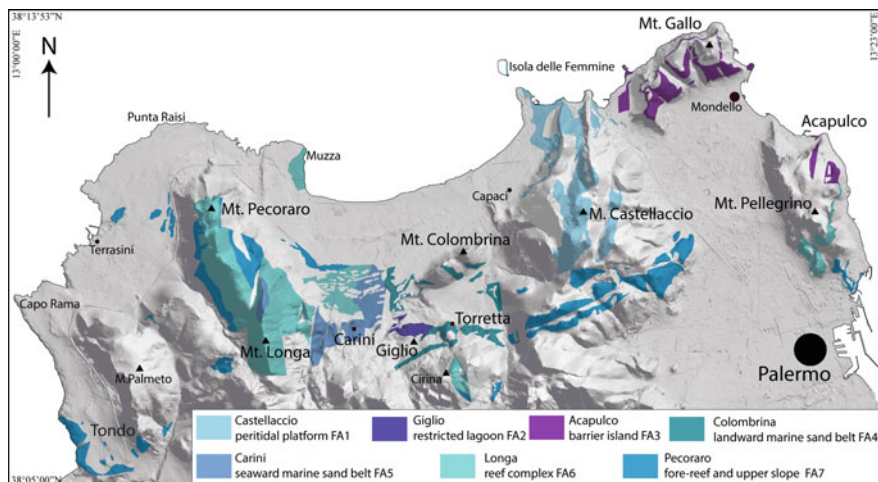 38°13'53"N
13°00'00"E
N
Mt. Gallo
13°23'00"E
Isola delle Femmine
Mondello
Acapulco
Punta Raisi
Muzza
Capaci
Mt. Pecoraro
M. Castellaccio
Mt. Pellegrino
Terrasini
Mt. Colombrina
Capo Rama
Torretta
Carini
Mt. Longa
Giglio
M.Palmeto
Cirina
Palermo
Tondo
Castellaccio
peritidal platform FA1
Giglio
restricted lagoon FA2
Acapulco
barrier island FA3
Colombrina
landward marine sand belt FA4
Carini
seaward marine sand belt FA5
Longa
reef complex FA6
Pecoraro
fore-reef and upper slope FA7
38°05'00"N